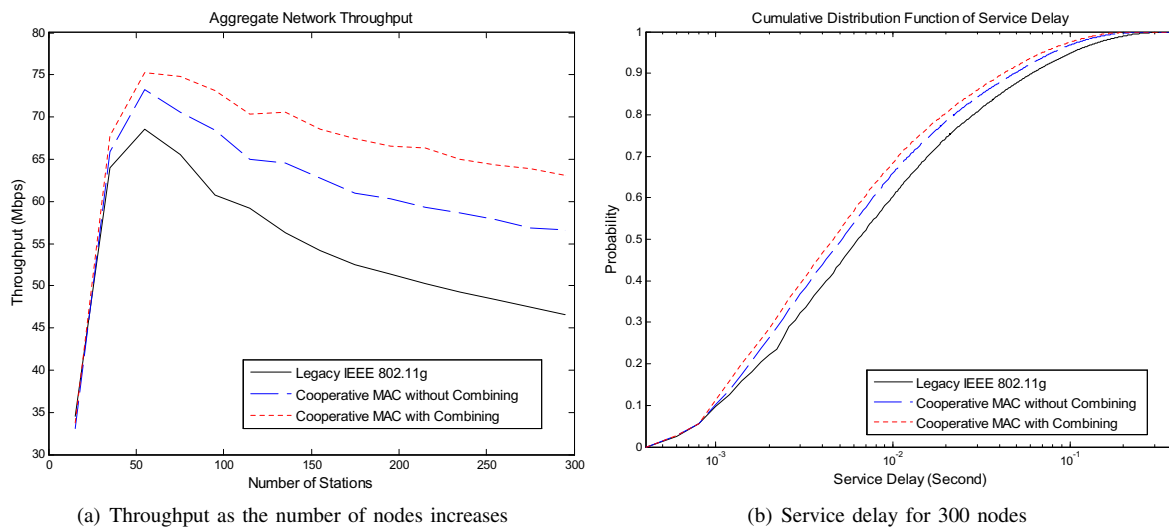 Aggregate Network Throughput
80
75
70
65
60
55
50
45
40
35
30
Throughput (Mbps)
0
50
100
150
200
250
300
Number of Stations
Legacy IEEE 802.11g
Cooperative MAC without Combining
Cooperative MAC with Combining
(a) Throughput as the number of nodes increases
Cumulative Distribution Function of Service Delay
1
0.9
0.8
0.7
0.6
0.5
0.4
0.3
0.2
0.1
0
Probability
10^-3
10^-2
10^-1
Service Delay (Second)
Legacy IEEE 802.11g
Cooperative MAC without Combining
Cooperative MAC with Combining
(b) Service delay for 300 nodes